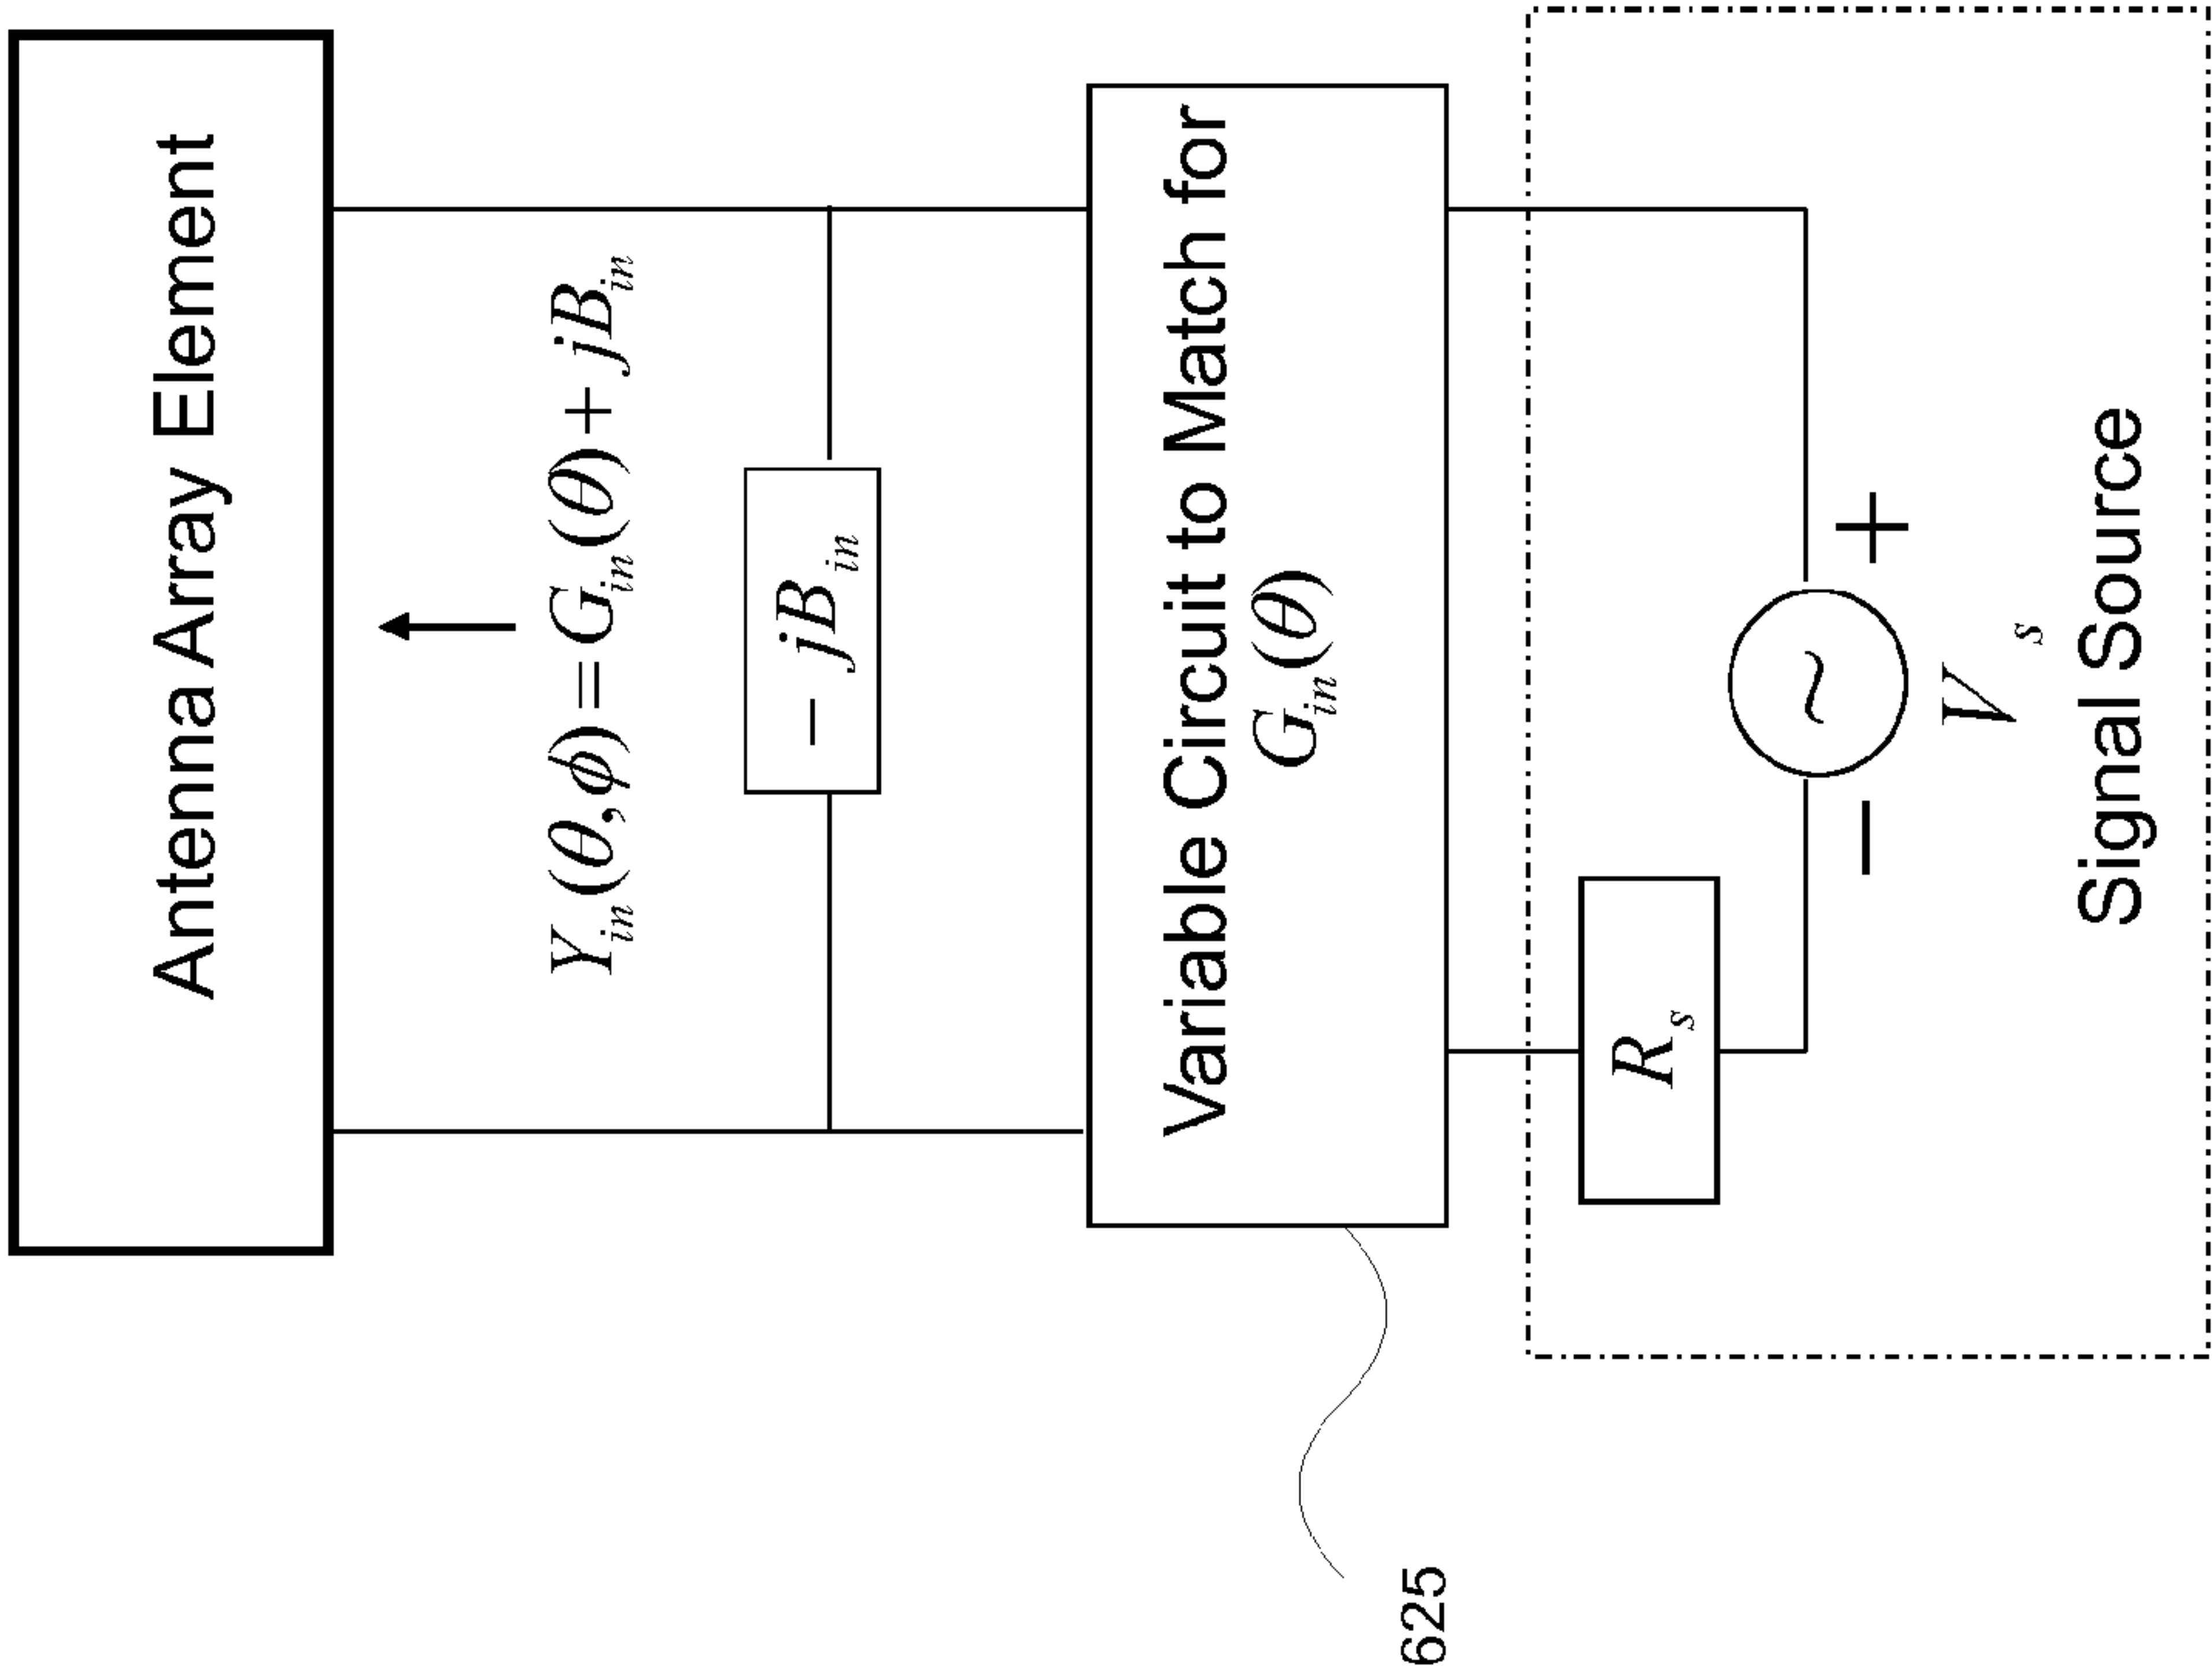 Antenna Array Element
Y_in(θ,ϕ)=G_in(θ)+jB_in
− jB_in
Variable Circuit to Match for
G_in(θ)
R_s
− ~ +
V_s
Signal Source
625